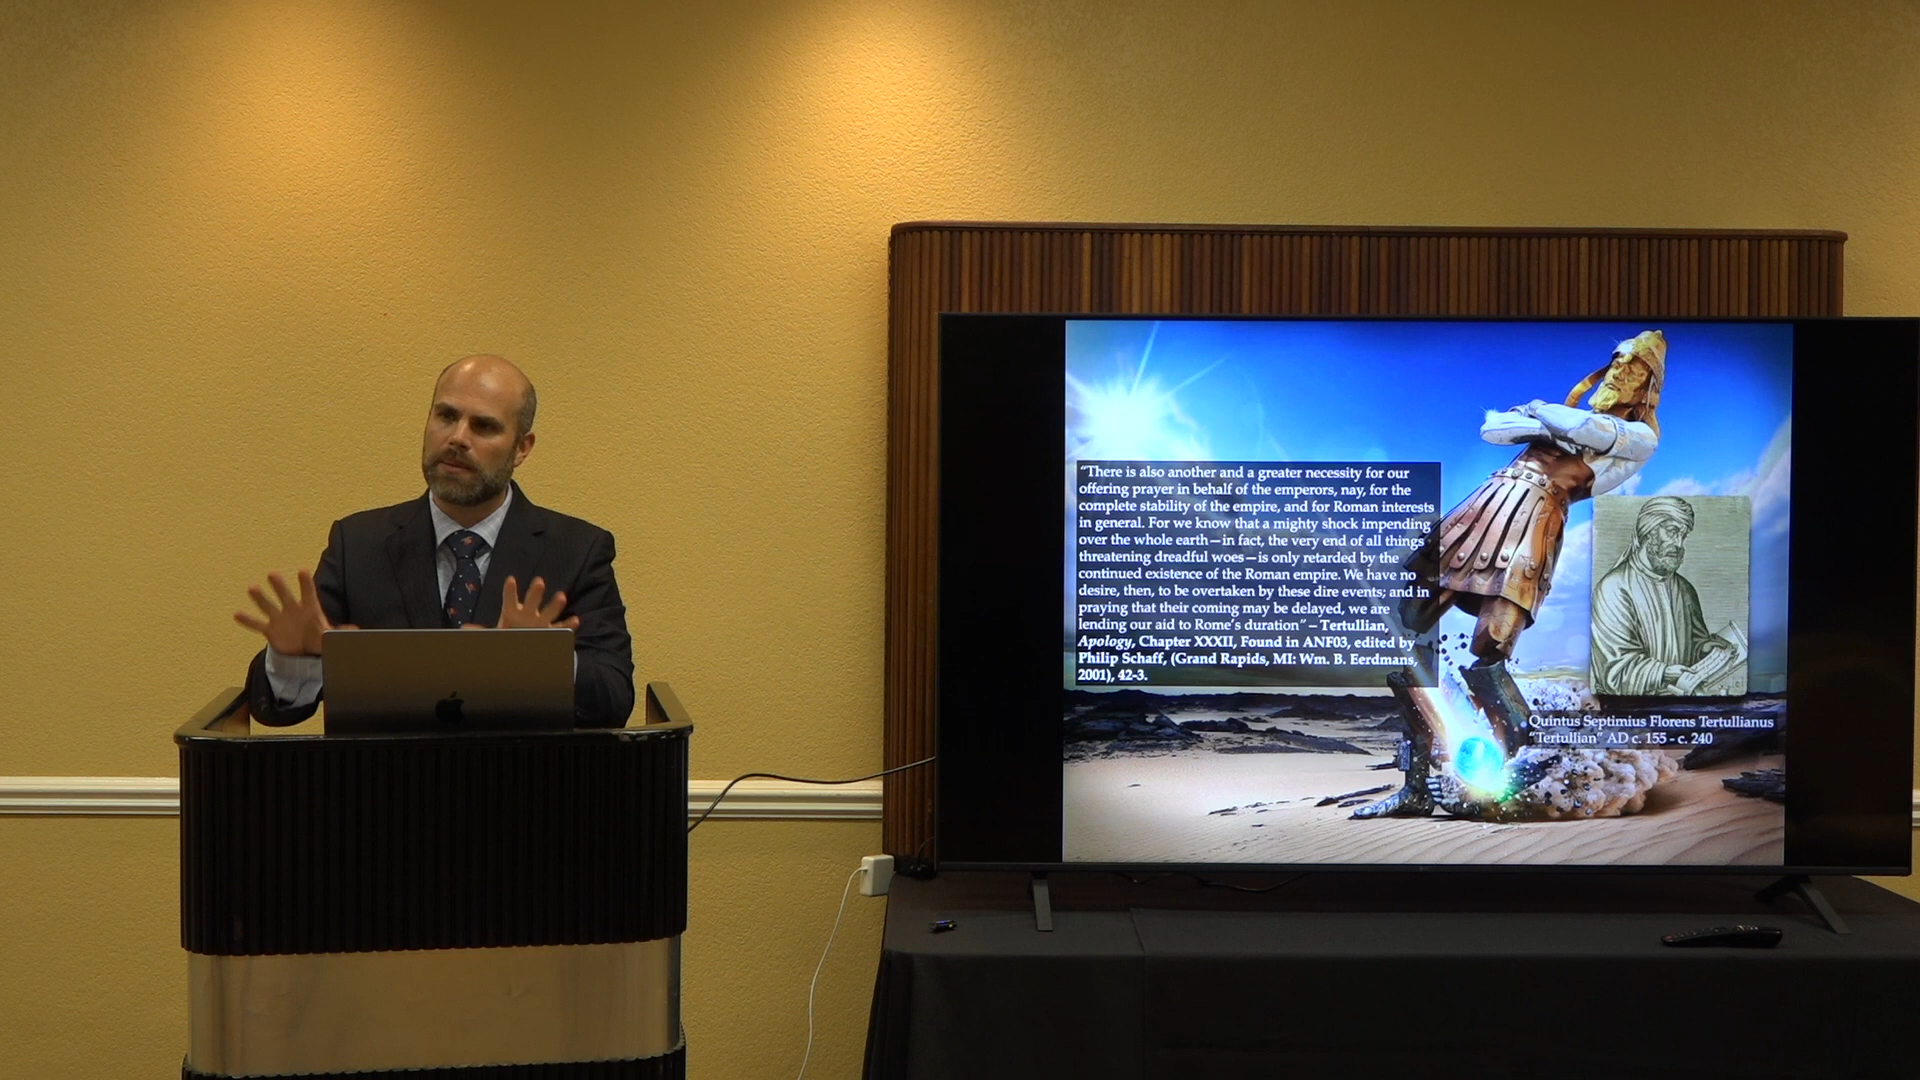 “There is also another and a greater necessity for our
offering prayer in behalf of the emperors, nay, for the
complete stability of the empire, and for Roman interests
in general. For we know that a mighty shock impending
over the whole earth—in fact, the very end of all things
threatening dreadful woes—is only retarded by the
continued existence of the Roman empire. We have no
desire, then, to be overtaken by these dire events; and in
praying that their coming may be delayed, we are
lending our aid to Rome's duration” – Tertullian,
Apology, Chapter XXXII, Found in ANF03, edited by
Philip Schaff, (Grand Rapids, MI: Wm. B. Eerdmans,
2001), 42-3.
Quintus Septimius Florens Tertullianus
“Tertullian” AD c. 155 - c. 240